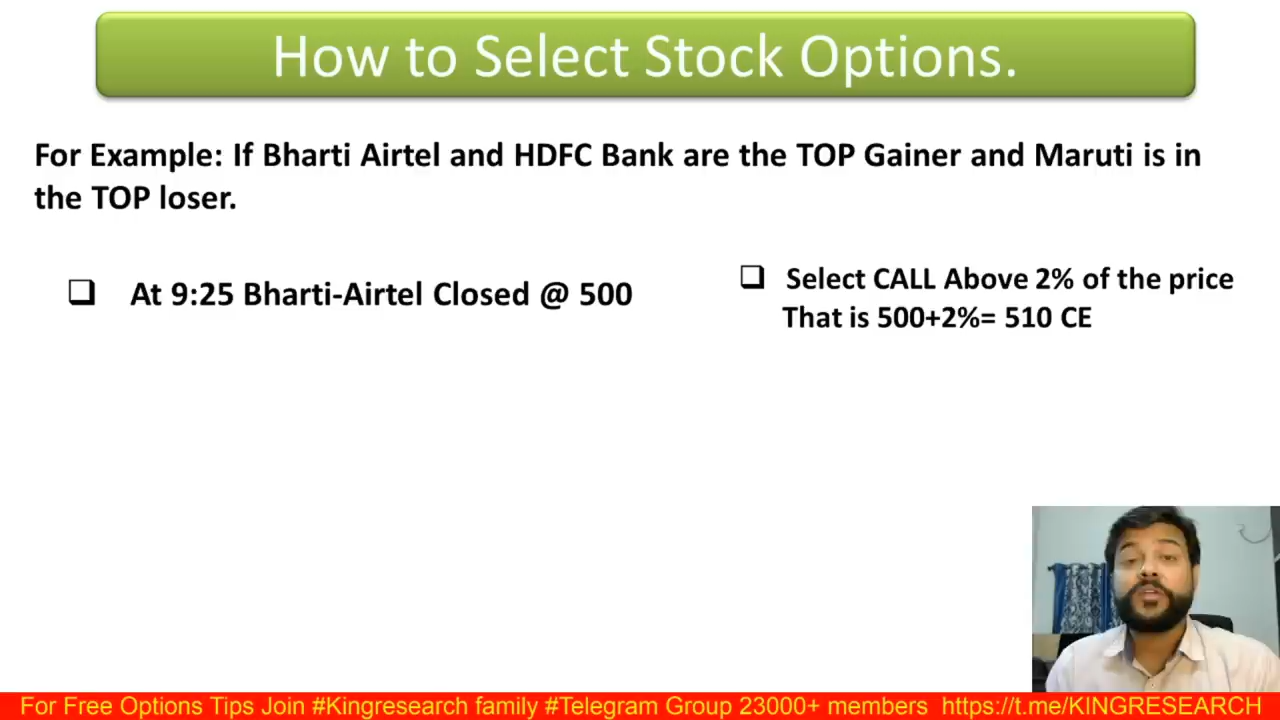 How to Select Stock Options.
For Example: If Bharti Airtel and HDFC Bank are the TOP Gainer and Maruti is in
the TOP loser.
At 9:25 Bharti-Airtel Closed @ 500
Select CALL Above 2% of the price
That is 500+2%= 510 CE
For Free Options Tips Join #Kingresearch family #Telegram Group 23000+ members https://t.me/KINGRESEARCH